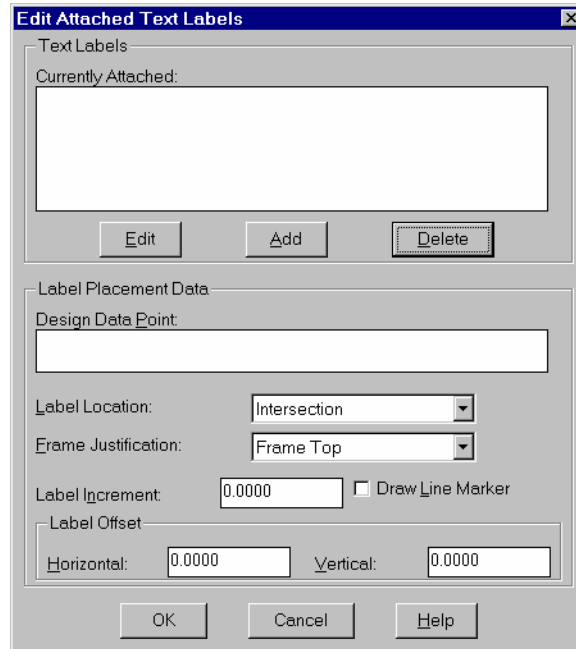 Edit Attached Text Labels
Text Labels
Currently Attached:
Edit Add Delete
Label Placement Data
Design Data Point:
Label Location: Intersection
Frame Justification: Frame Top
Label Increment: 0.0000 Draw Line Marker
Label Offset
Horizontal: 0.0000 Vertical: 0.0000
OK Cancel Help